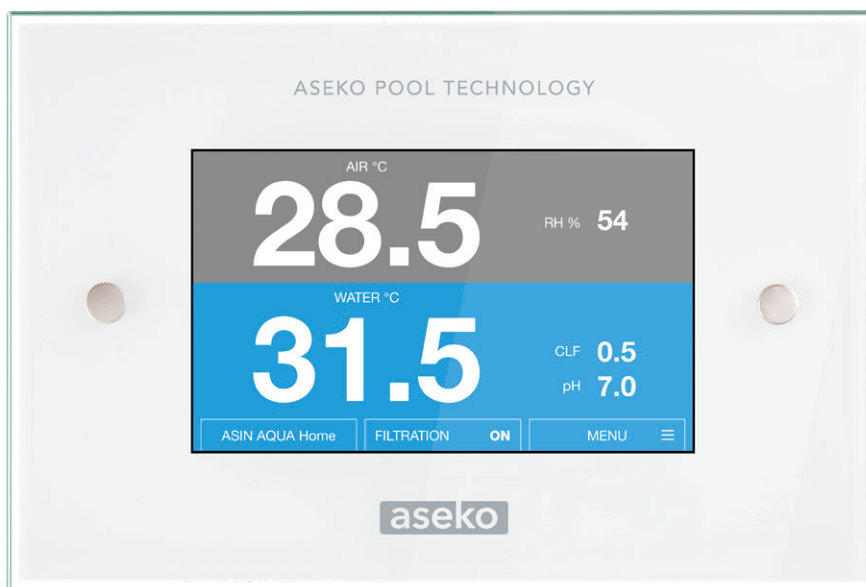 ASEKO POOL TECHNOLOGY
AIR °C
28.5
RH % 54
WATER °C
31.5
CLF 0.5
pH 7.0
ASIN AQUA Home
FILTRATION ON
MENU
aseko